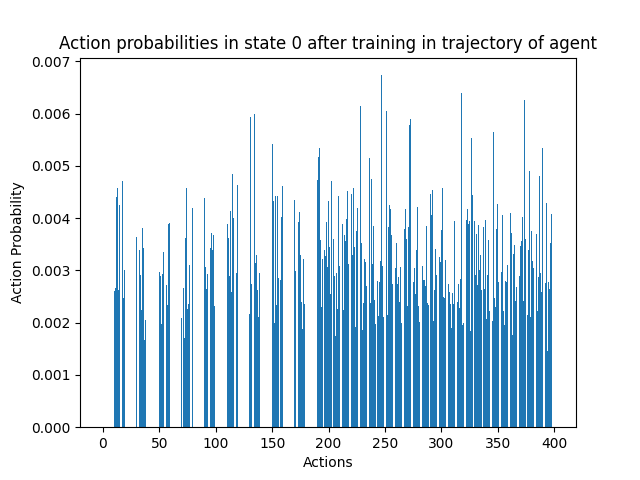 Action probabilities in state 0 after training in trajectory of agent
0.007
0.006
0.005
0.004
0.003
0.002
0.001
0.000
Action Probability
0 50 100 150 200 250 300 350 400
Actions